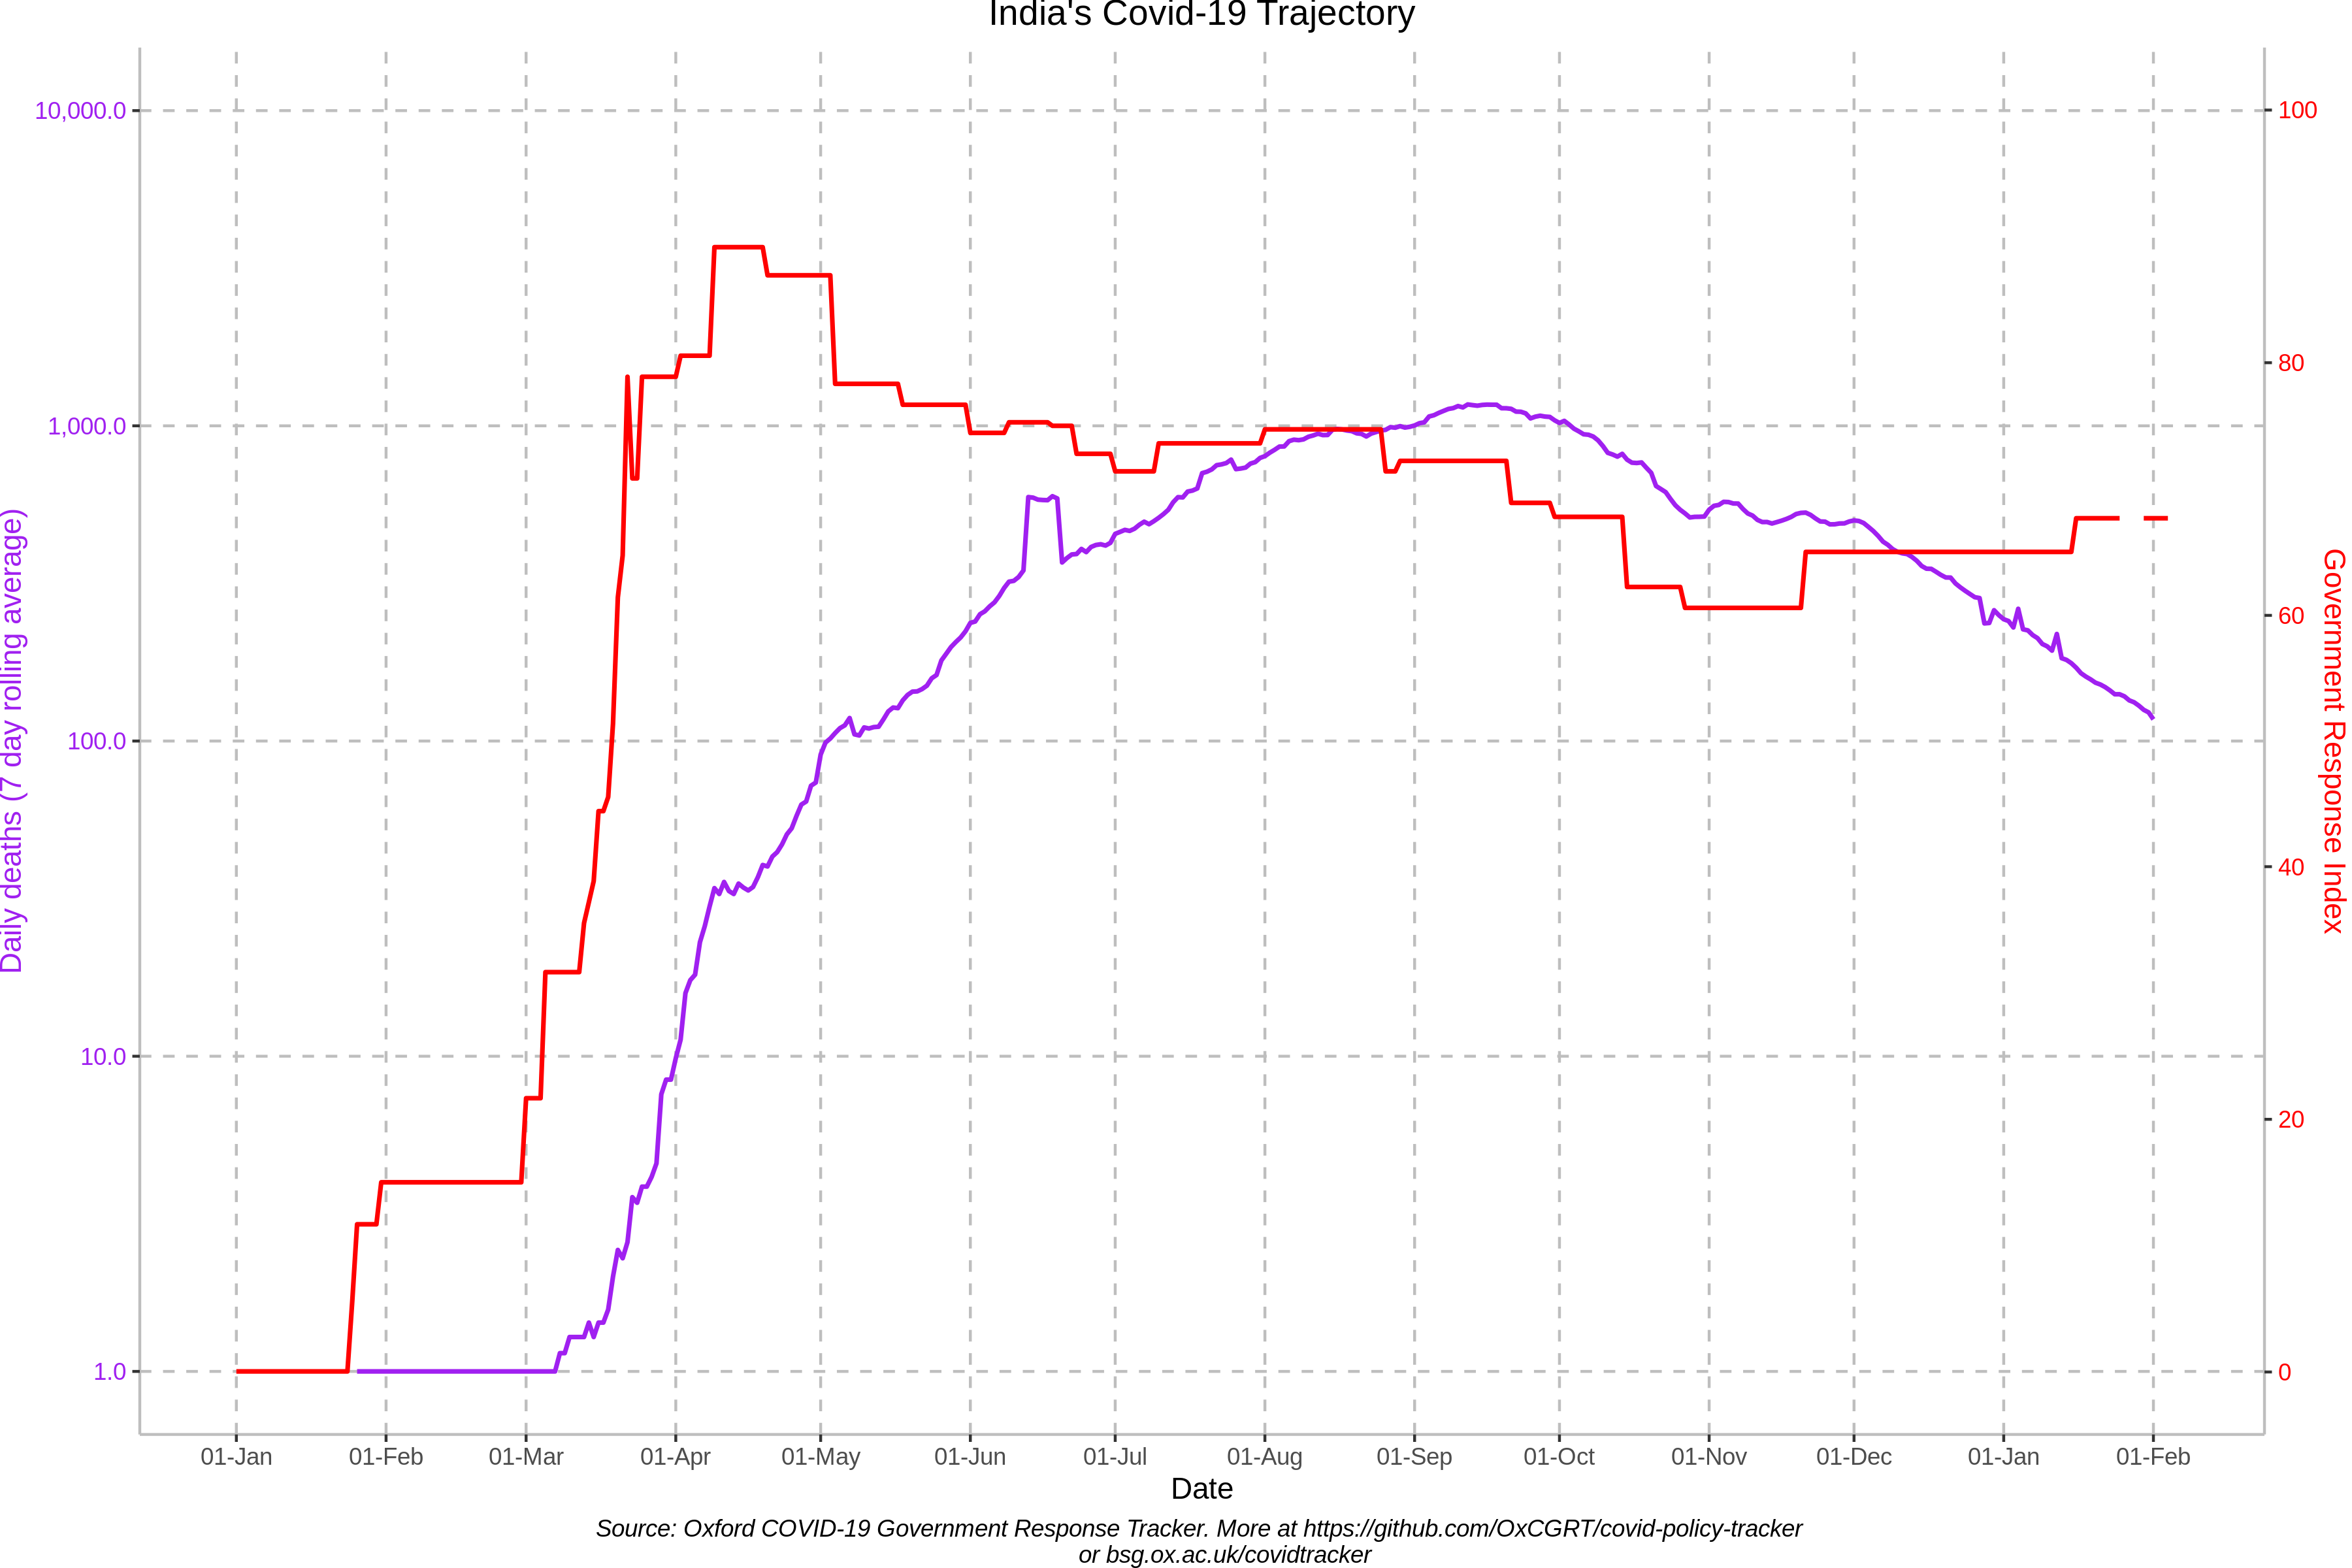 India's Covid-19 Trajectory
10,000.0
1,000.0
100.0
10.0
1.0
Daily deaths (7 day rolling average)
100
80
60
40
20
0
Government Response Index
01-Jan 01-Feb 01-Mar 01-Apr 01-May 01-Jun 01-Jul 01-Aug 01-Sep 01-Oct 01-Nov 01-Dec 01-Jan 01-Feb
Date
Source: Oxford COVID-19 Government Response Tracker. More at https://github.com/OxCGRT/covid-policy-tracker
or bsg.ox.ac.uk/covidtracker